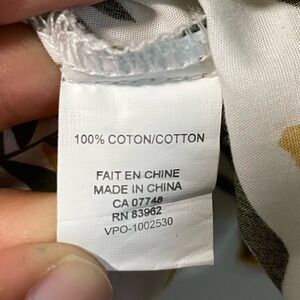 100% COTON/COTTON
FAIT EN CHINE
MADE IN CHINA
CA 07748
RN 83962
VPO-1002530